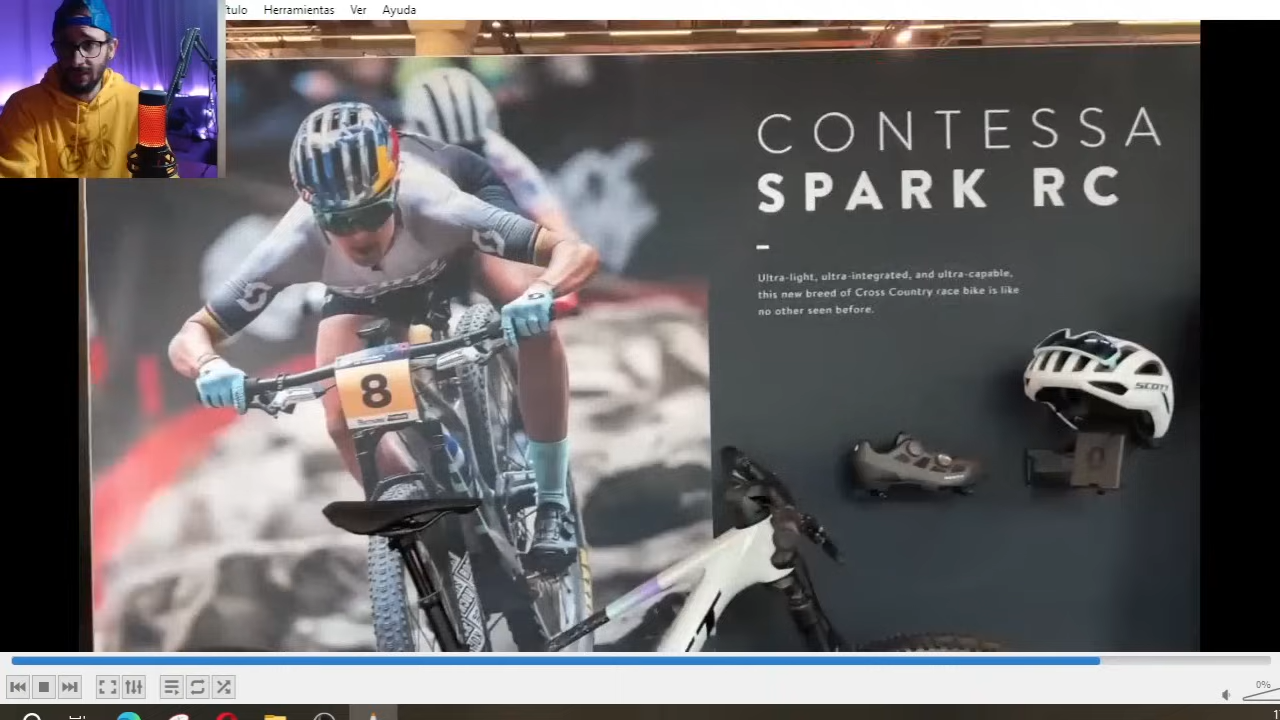 Herramientas Ver Ayuda
CONTESSA
SPARK RC
Ultra-light, ultra-integrated, and ultra-capable,
this new breed of Cross Country race bike is like
no other seen before.
8
SCOTT
0%